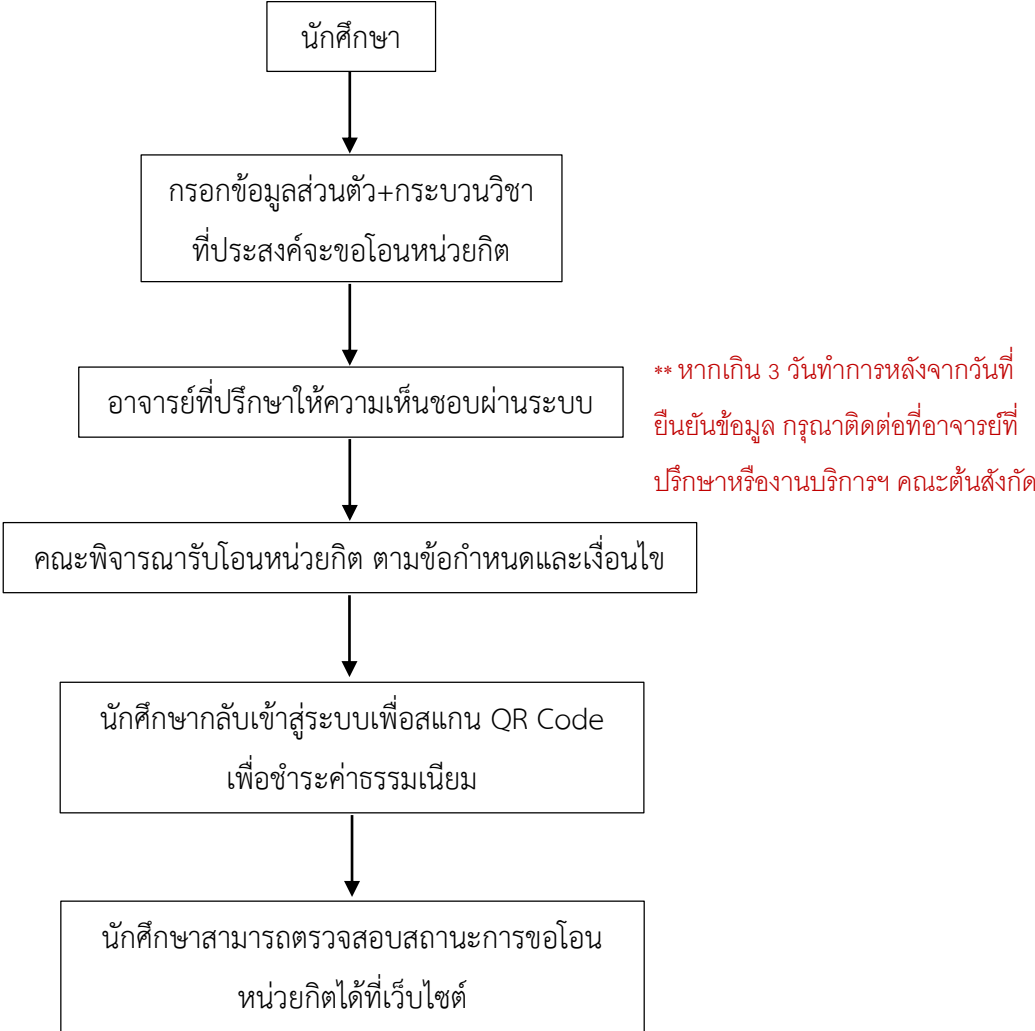 นักศึกษา
กรอกข้อมูลส่วนตัว+กระบวนวิชา
ที่ประสงค์จะขอโอนหน่วยกิต
อาจารย์ที่ปรึกษาให้ความเห็นชอบผ่านระบบ
** หากเกิน 3 วันทำการหลังจากวันที่
ยืนยันข้อมูล กรุณาติดต่อที่อาจารย์ที่
ปรึกษาหรืองานบริการฯ คณะต้นสังกัด
คณะพิจารณารับโอนหน่วยกิต ตามข้อกำหนดและเงื่อนไข
นักศึกษากลับเข้าสู่ระบบเพื่อสแกน QR Code
เพื่อชำระค่าธรรมเนียม
นักศึกษาสามารถตรวจสอบสถานะการขอโอน
หน่วยกิตได้ที่เว็บไซต์